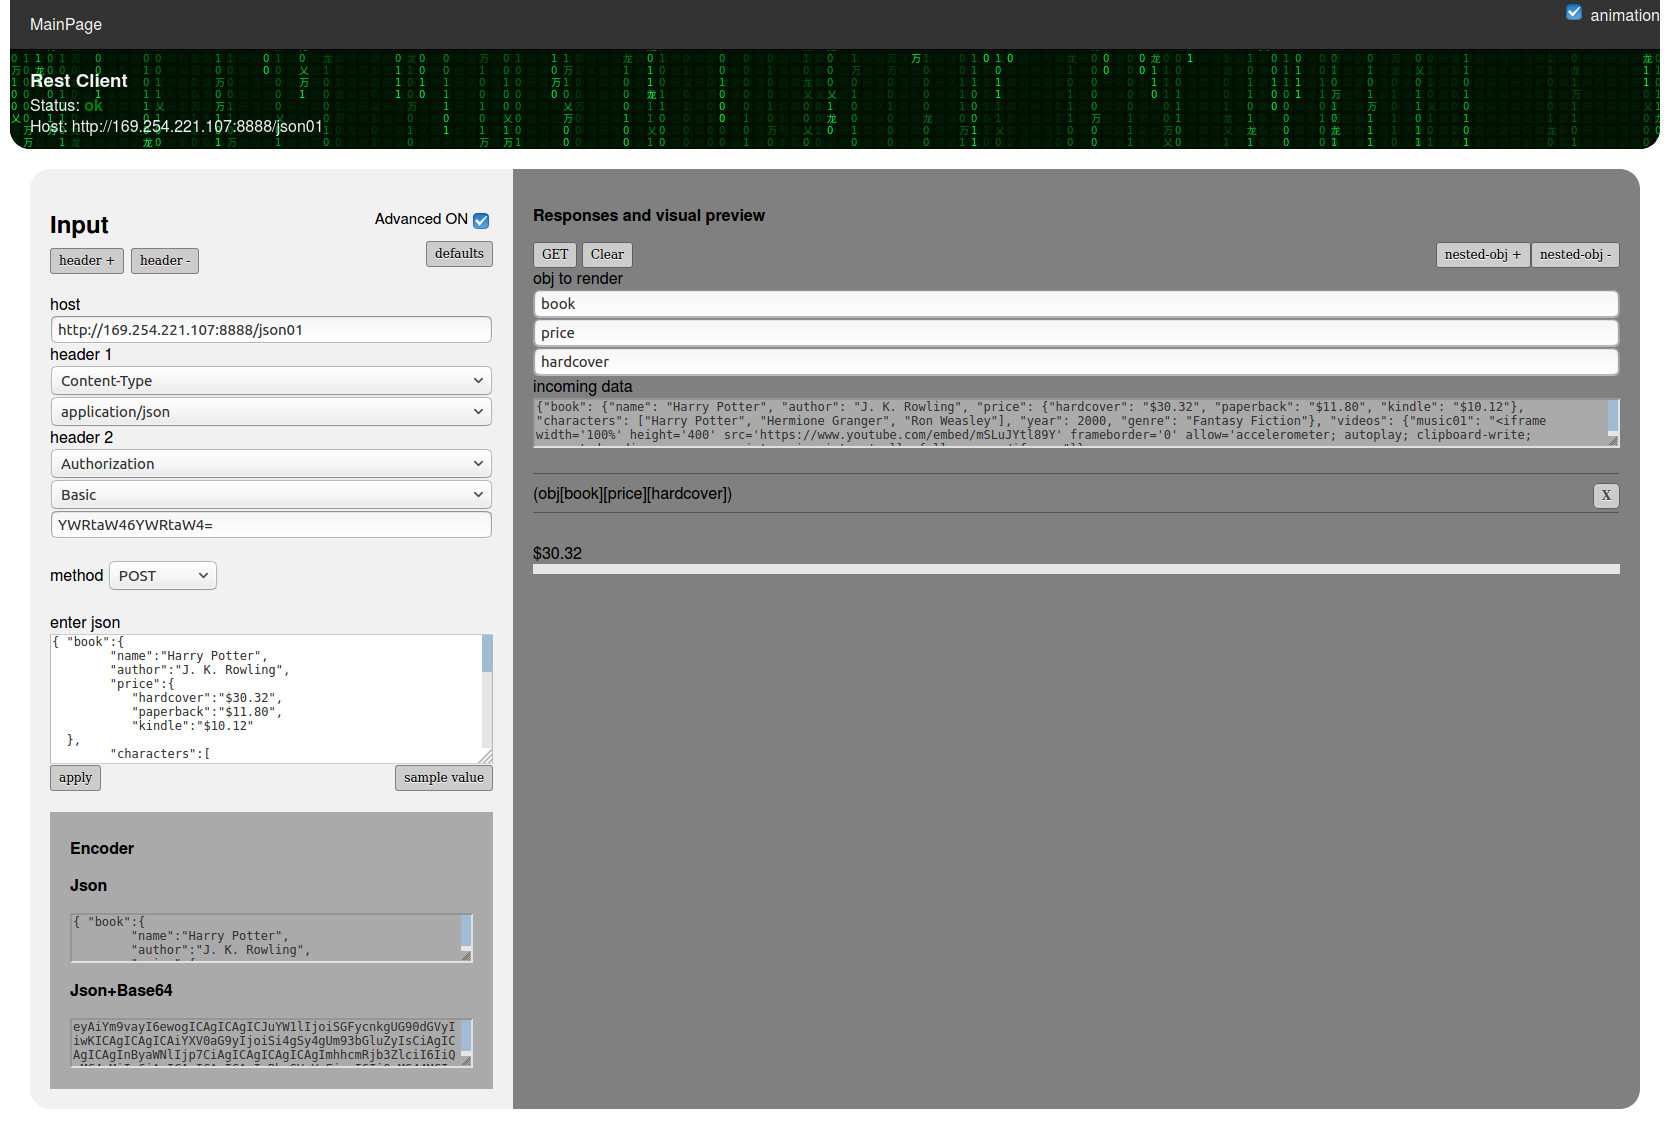 MainPage
animation
Rest Client
Status: ok
Host: http://169.254.221.107:8888/json01
Input
Advanced ON
header +
header -
defaults
host
http://169.254.221.107:8888/json01
header 1
Content-Type
application/json
header 2
Authorization
Basic
YWRtaW46YWRtaW4=
method POST
enter json
{ "book":{
"name":"Harry Potter",
"author":"J. K. Rowling",
"price":{
"hardcover":"$30.32",
"paperback":"$11.80",
"kindle":"$10.12"
},
"characters":[
apply
sample value
Encoder
Json
{ "book":{
"name":"Harry Potter",
"author":"J. K. Rowling",
Json+Base64
eyAiYm9vayI6ewogICAgICAgICJuYW1lIjoiSGFycnkgUG90dGVyI
iwKICAgICAgICAiYXV0aG9yIjoiSi4gSy4gUm93bGluZyIsCiAgIC
AgICAgInByaWNlIjp7CiAgICAgICAgICAgImhhcmRjb3ZlciI6IiQ
Responses and visual preview
GET
Clear
nested-obj +
nested-obj -
obj to render
book
price
hardcover
incoming data
{"book": {"name": "Harry Potter", "author": "J. K. Rowling", "price": {"hardcover": "$30.32", "paperback": "$11.80", "kindle": "$10.12"},
"characters": ["Harry Potter", "Hermione Granger", "Ron Weasley"], "year": 2000, "genre": "Fantasy Fiction"}, "videos": {"music01": "<iframe
width='100%' height='400' src='https://www.youtube.com/embed/mSLuJYtl89Y' frameborder='0' allow='accelerometer; autoplay; clipboard-write;
(obj[book][price][hardcover])
X
$30.32